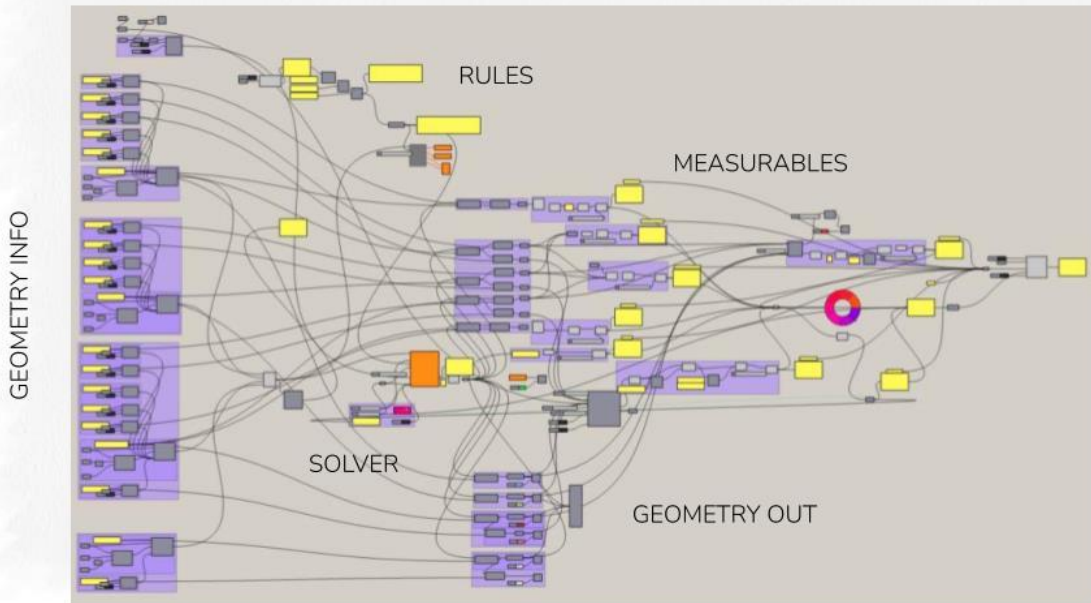 RULES
MEASURABLES
GEOMETRY INFO
SOLVER
GEOMETRY OUT